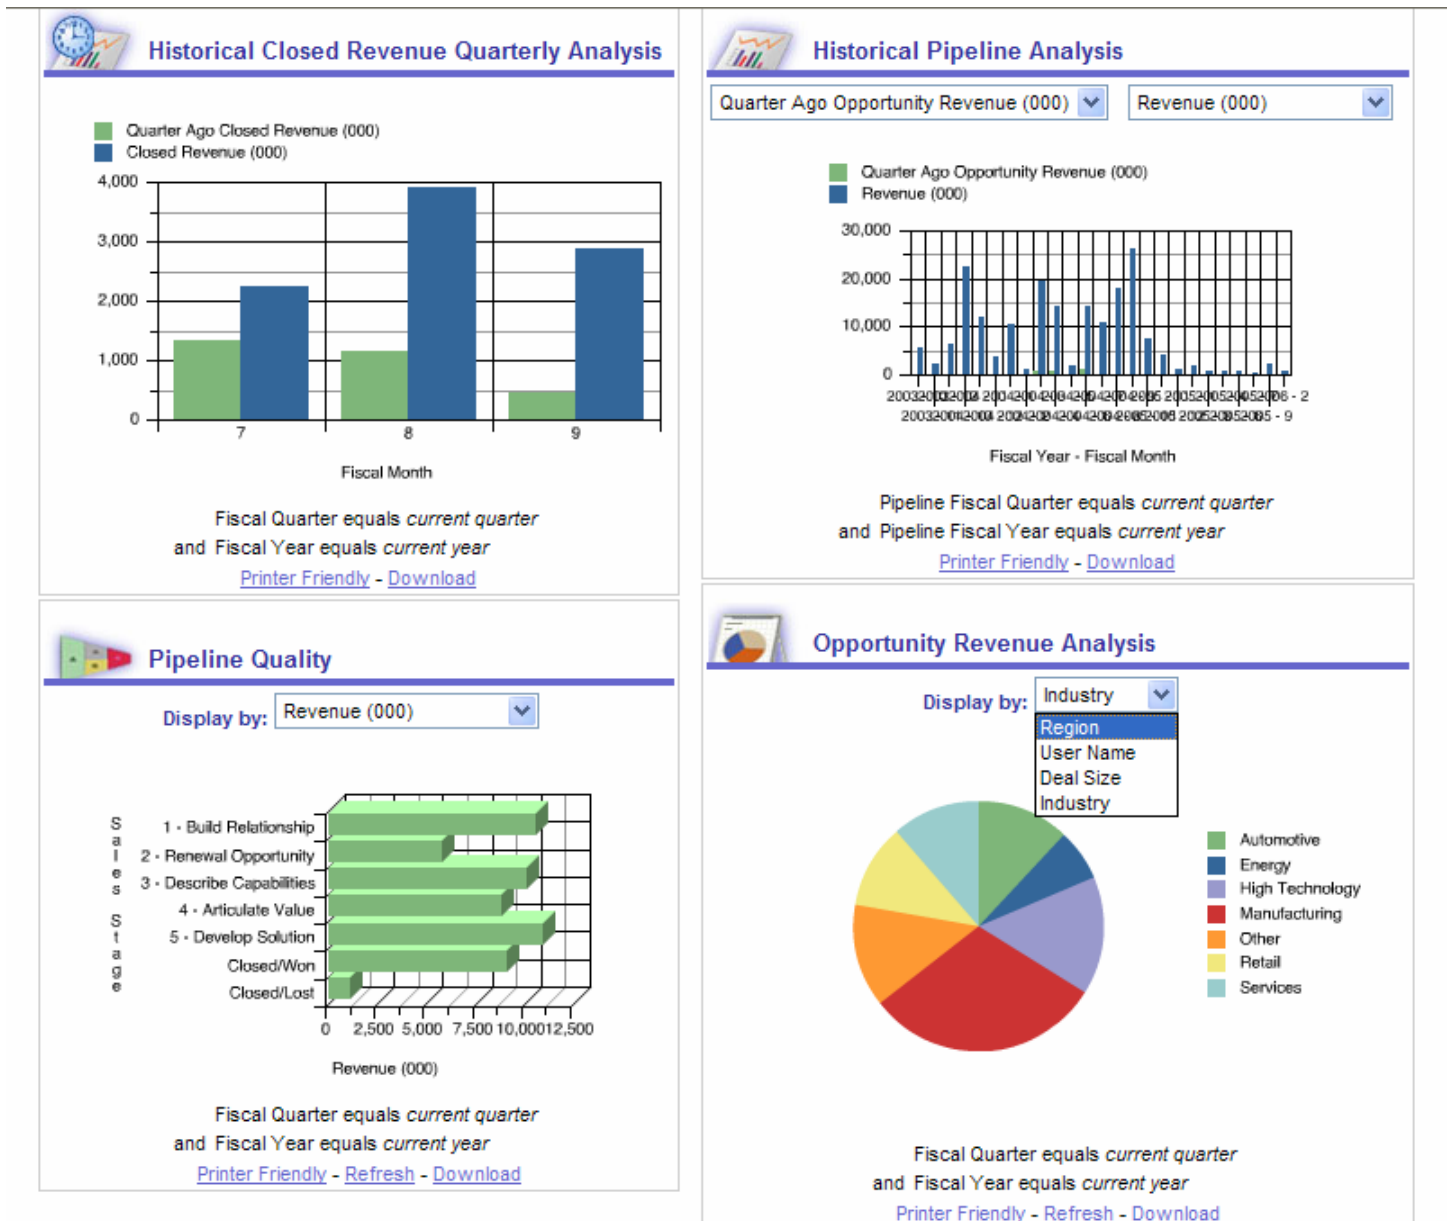 Historical Closed Revenue Quarterly Analysis
Quarter Ago Closed Revenue (000)
Closed Revenue (000)
4,000
3,000
2,000
1,000
0
7 8 9
Fiscal Month
Fiscal Quarter equals current quarter
and Fiscal Year equals current year
Printer Friendly - Download
Historical Pipeline Analysis
Quarter Ago Opportunity Revenue (000) Revenue (000)
Quarter Ago Opportunity Revenue (000)
Revenue (000)
30,000
20,000
10,000
0
Fiscal Year - Fiscal Month
Pipeline Fiscal Quarter equals current quarter
and Pipeline Fiscal Year equals current year
Printer Friendly - Download
Pipeline Quality
Display by: Revenue (000)
Sales Stage
1 - Build Relationship
2 - Renewal Opportunity
3 - Describe Capabilities
4 - Articulate Value
5 - Develop Solution
Closed/Won
Closed/Lost
0 2,500 5,000 7,500 10,000 12,500
Revenue (000)
Fiscal Quarter equals current quarter
and Fiscal Year equals current year
Printer Friendly - Refresh - Download
Opportunity Revenue Analysis
Display by: Industry
Region
User Name
Deal Size
Industry
Automotive
Energy
High Technology
Manufacturing
Other
Retail
Services
Fiscal Quarter equals current quarter
and Fiscal Year equals current year
Printer Friendly - Refresh - Download